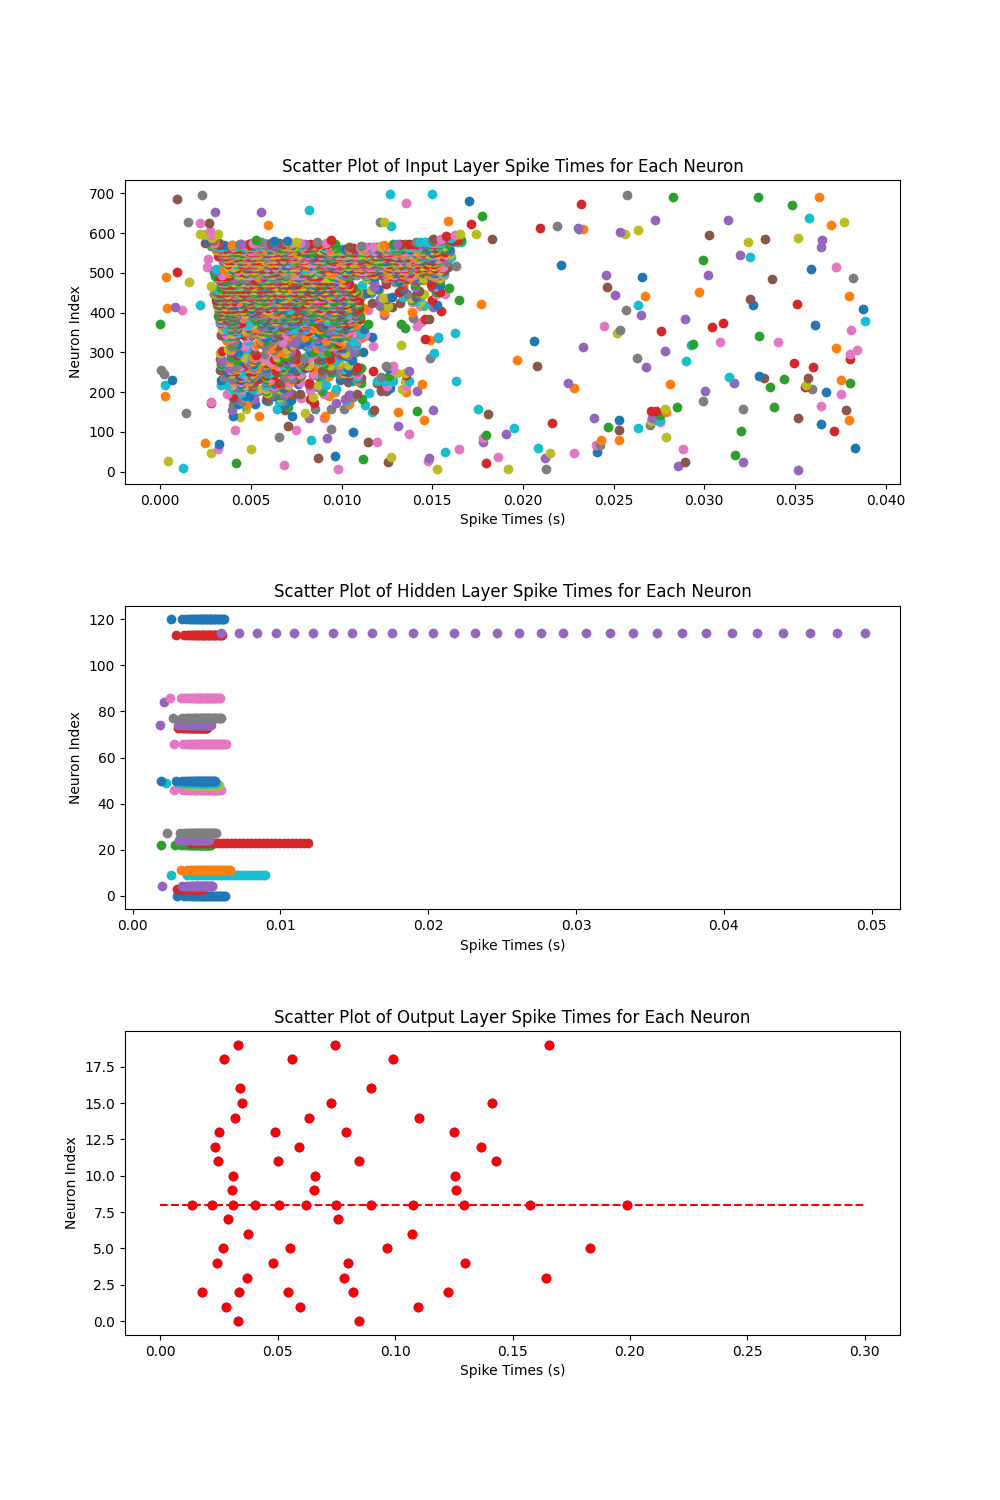 Scatter Plot of Input Layer Spike Times for Each Neuron
700
600
500
400
300
200
100
0
Neuron Index
0.000 0.005 0.010 0.015 0.020 0.025 0.030 0.035 0.040
Spike Times (s)
Scatter Plot of Hidden Layer Spike Times for Each Neuron
120
100
80
60
40
20
0
Neuron Index
0.00 0.01 0.02 0.03 0.04 0.05
Spike Times (s)
Scatter Plot of Output Layer Spike Times for Each Neuron
17.5
15.0
12.5
10.0
7.5
5.0
2.5
0.0
Neuron Index
0.00 0.05 0.10 0.15 0.20 0.25 0.30
Spike Times (s)